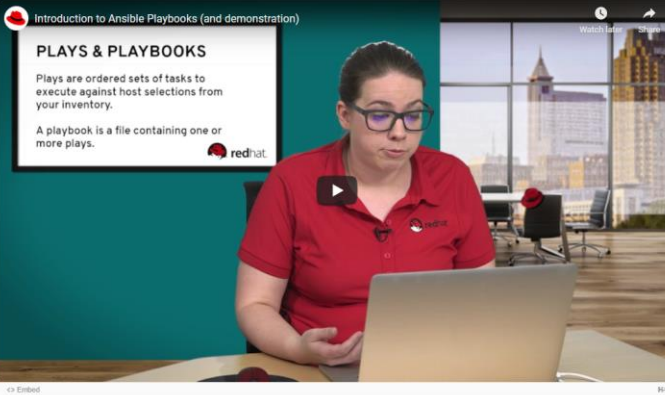 Introduction to Ansible Playbooks (and demonstration)
Watch later
Share
PLAYS & PLAYBOOKS
Plays are ordered sets of tasks to
execute against host selections from
your inventory.
A playbook is a file containing one or
more plays.
redhat.
redhat
<> Embed